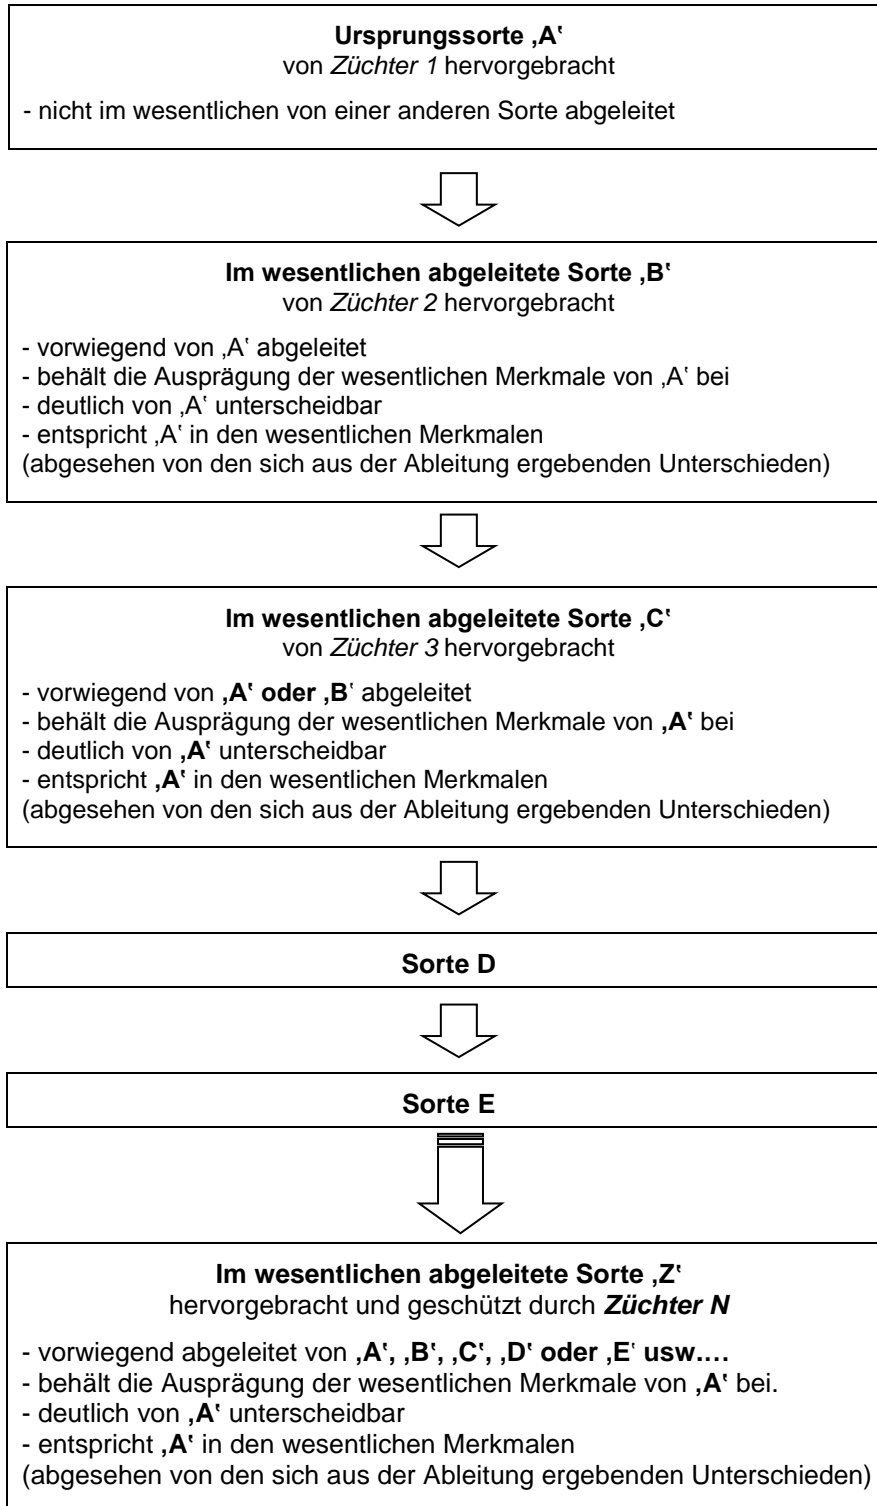 Ursprungssorte ‚A‛
von Züchter 1 hervorgebracht
- nicht im wesentlichen von einer anderen Sorte abgeleitet
Im wesentlichen abgeleitete Sorte ‚B‛
von Züchter 2 hervorgebracht
- vorwiegend von ‚A‛ abgeleitet
- behält die Ausprägung der wesentlichen Merkmale von ‚A‛ bei
- deutlich von ‚A‛ unterscheidbar
- entspricht ‚A‛ in den wesentlichen Merkmalen
(abgesehen von den sich aus der Ableitung ergebenden Unterschieden)
Im wesentlichen abgeleitete Sorte ‚C‛
von Züchter 3 hervorgebracht
- vorwiegend von ‚A‛ oder ‚B‛ abgeleitet
- behält die Ausprägung der wesentlichen Merkmale von ‚A‛ bei
- deutlich von ‚A‛ unterscheidbar
- entspricht ‚A‛ in den wesentlichen Merkmalen
(abgesehen von den sich aus der Ableitung ergebenden Unterschieden)
Sorte D
Sorte E
Im wesentlichen abgeleitete Sorte ‚Z‛
hervorgebracht und geschützt durch Züchter N
- vorwiegend abgeleitet von ‚A‛, ‚B‛, ‚C‛, ‚D‛ oder ‚E‛ usw.…
- behält die Ausprägung der wesentlichen Merkmale von ‚A‛ bei.
- deutlich von ‚A‛ unterscheidbar
- entspricht ‚A‛ in den wesentlichen Merkmalen
(abgesehen von den sich aus der Ableitung ergebenden Unterschieden)